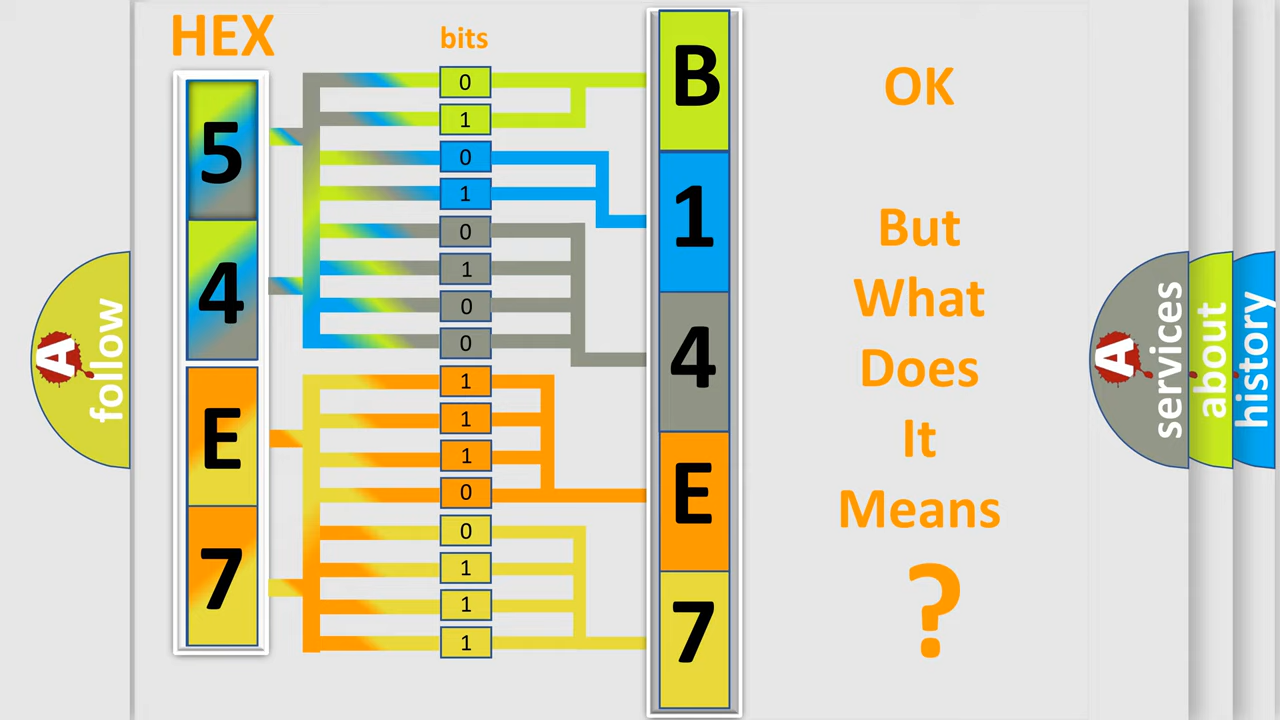 HEX
bits
5
4
E
7
0
1
0
1
0
1
0
0
1
1
1
0
0
1
1
1
B
1
4
E
7
OK
But
What
Does
It
Means
?
A
follow
A
services
about
history